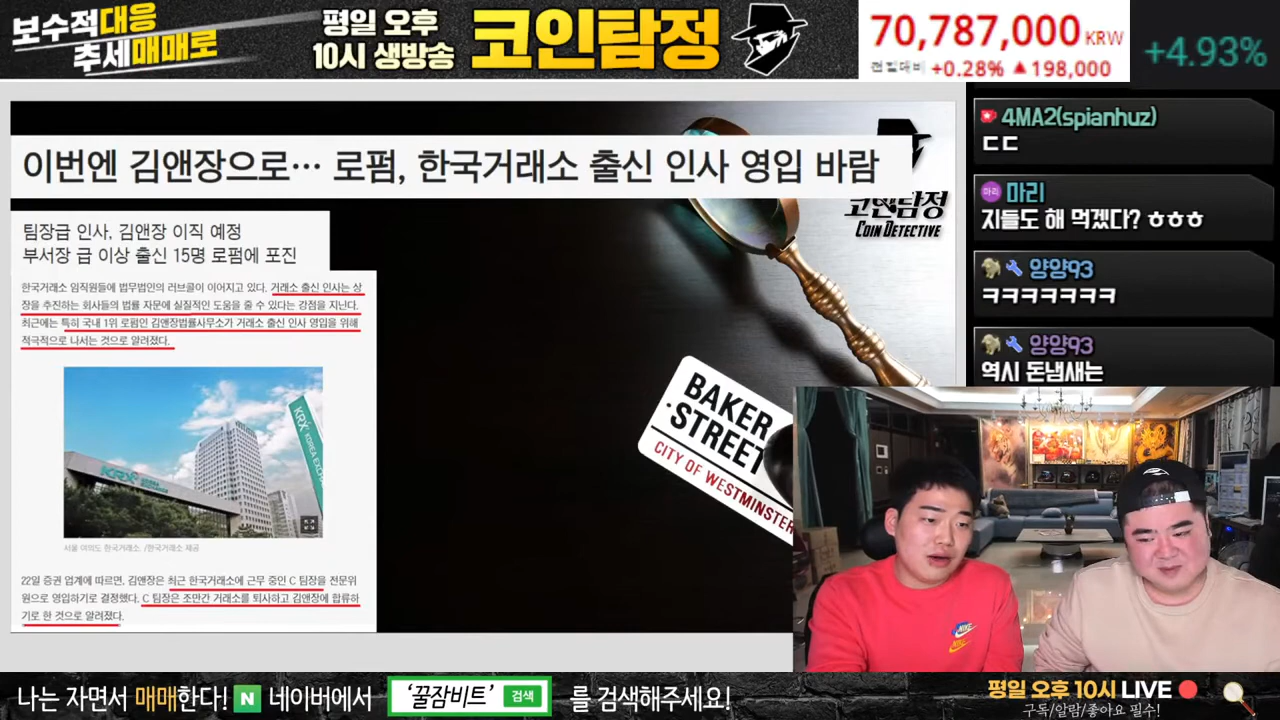 보수적대응
추세매매로
평일 오후
10시 생방송
코인탐정
70,787,000 KRW
전일대비 +0.28% ▲198,000
+4.93%
이번엔 김앤장으로… 로펌, 한국거래소 출신 인사 영입 바람
코인탐정
COIN DETECTIVE
팀장급 인사, 김앤장 이직 예정
부서장 급 이상 출신 15명 로펌에 포진
한국거래소 임직원들에 법무법인의 러브콜이 이어지고 있다. 거래소 출신 인사는 상
장을 추진하는 회사들의 법률 자문에 실질적인 도움을 줄 수 있다는 강점을 지닌다.
최근에는 특히 국내 1위 로펌인 김앤장법률사무소가 거래소 출신 인사 영입을 위해
적극적으로 나서는 것으로 알려졌다.
KRX
KRX KOREA EXC
서울 여의도 한국거래소. /한국거래소 제공
22일 증권 업계에 따르면, 김앤장은 최근 한국거래소에 근무 중인 C 팀장을 전문위
원으로 영입하기로 결정했다. C 팀장은 조만간 거래소를 퇴사하고 김앤장에 합류하
기로 한 것으로 알려졌다.
BAKER
STREET
CITY OF WESTMINSTER
4MA2(spianhuz)
ㄷㄷ
마리 마리
지들도 해 먹겠다? ㅎㅎㅎ
양양93
ㅋㅋㅋㅋㅋㅋㅋ
양양93
역시 돈냄새는
NIKE
나는 자면서 매매한다! N 네이버에서 '꿀잠비트' 검색 를 검색해주세요!
평일 오후 10시 LIVE
구독/알람/좋아요 필수!